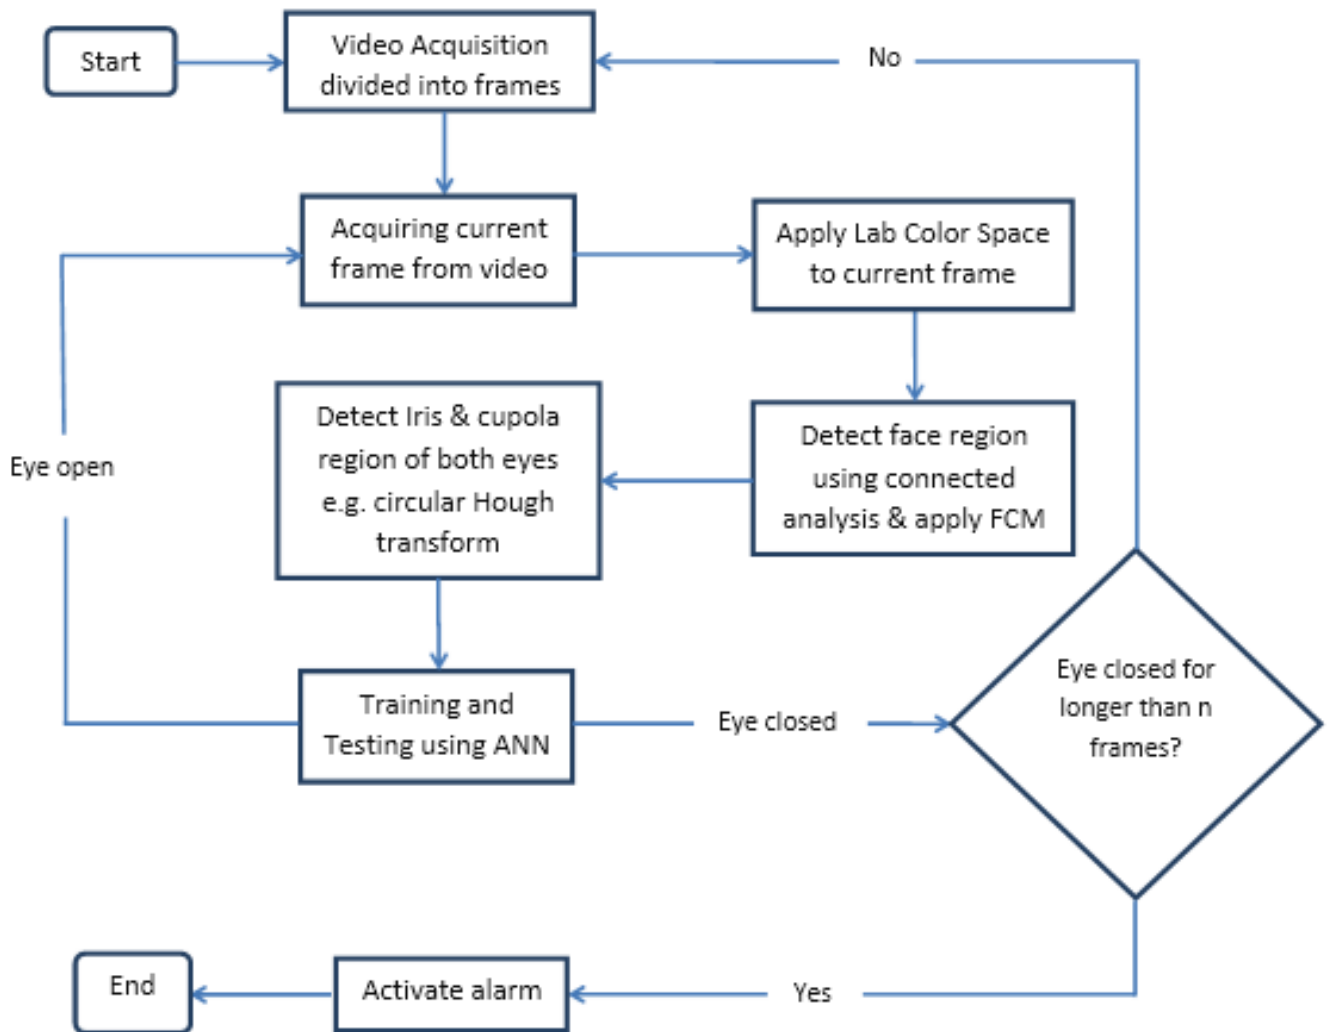 Start
Video Acquisition
divided into frames
No
Acquiring current
frame from video
Apply Lab Color Space
to current frame
Detect Iris & cupola
region of both eyes
e.g. circular Hough
transform
Detect face region
using connected
analysis & apply FCM
Eye open
Training and
Testing using ANN
Eye closed
Eye closed for
longer than n
frames?
End
Activate alarm
Yes